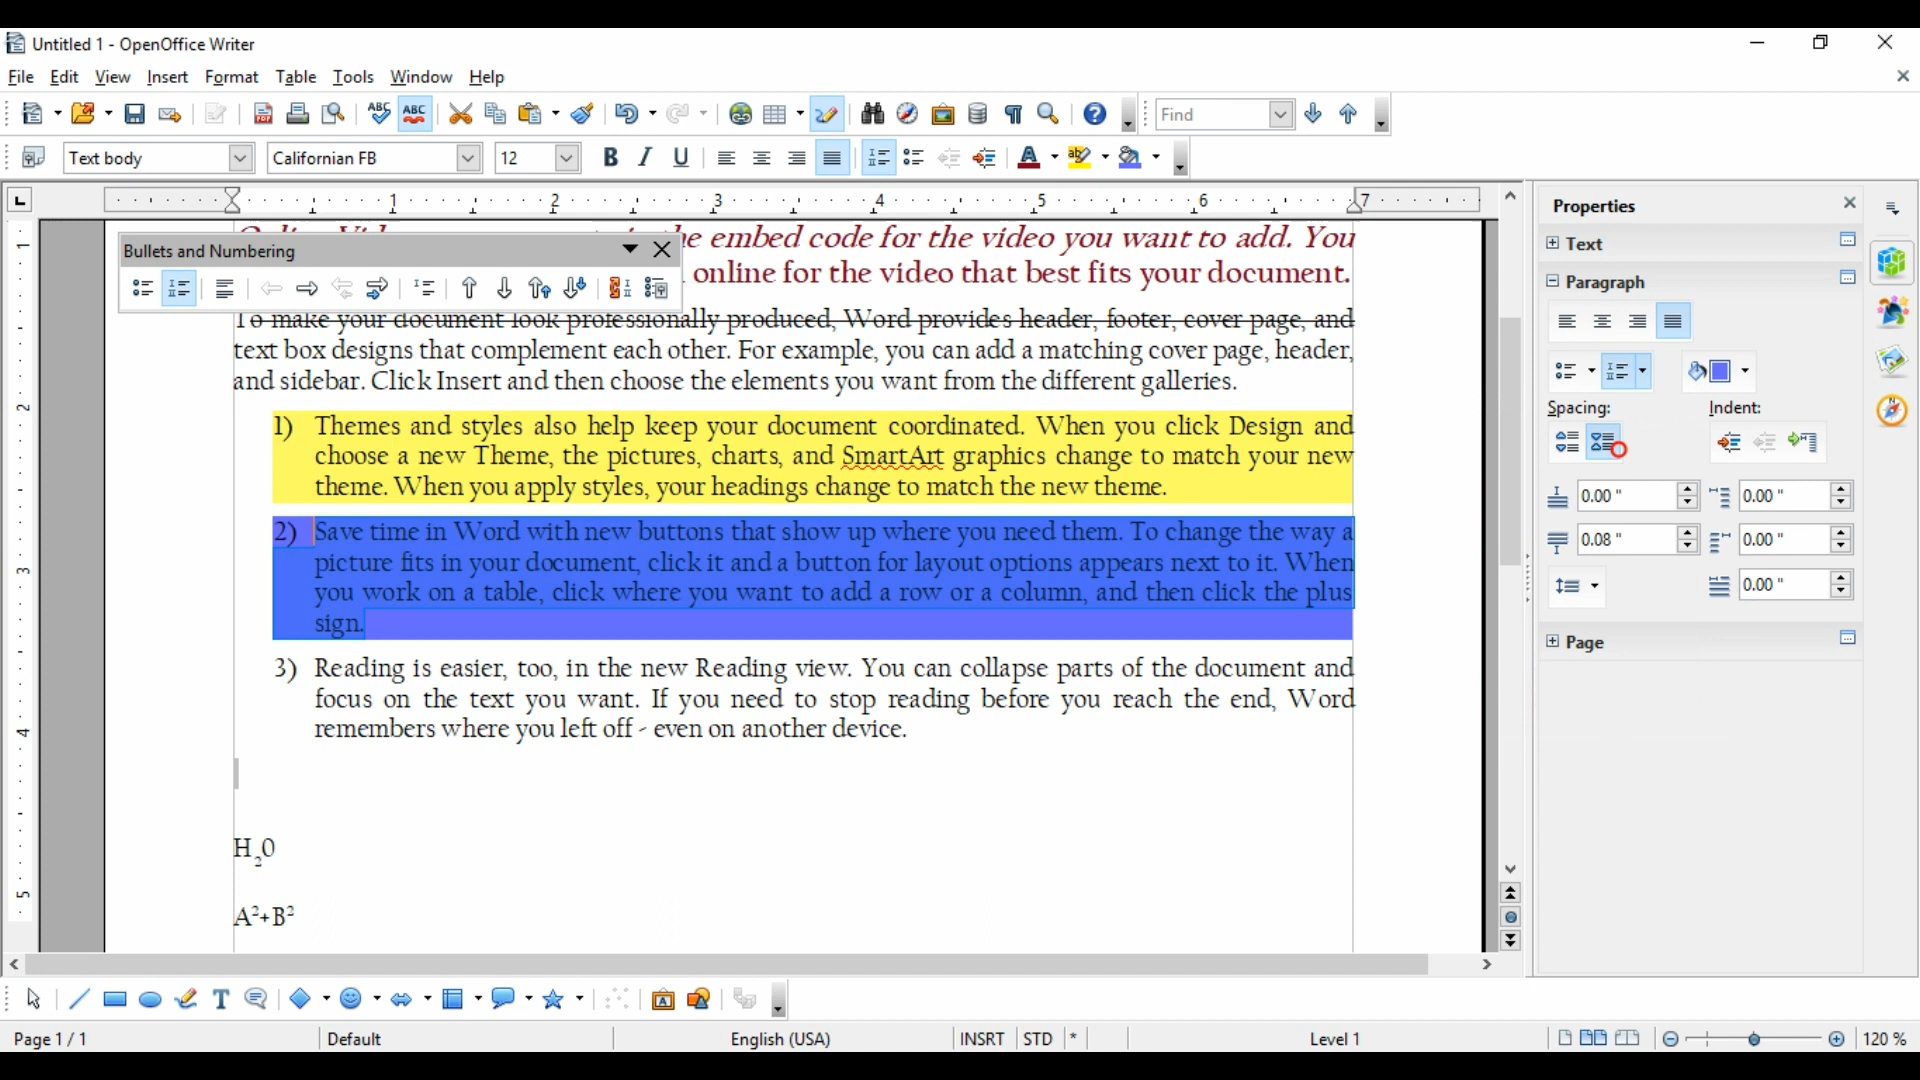 Untitled 1 - OpenOffice Writer
File Edit View Insert Format Table Tools Window Help
Find
Text body Californian FB 12 B I U
1 2 3 4 5 6 7
Properties
Text
Paragraph
Spacing: Indent:
0.00 " 0.00 "
0.08 " 0.00 "
0.00 "
Page
Bullets and Numbering
he embed code for the video you want to add. You
online for the video that best fits your document.
To make your document look professionally produced, Word provides header, footer, cover page, and
text box designs that complement each other. For example, you can add a matching cover page, header,
and sidebar. Click Insert and then choose the elements you want from the different galleries.
1) Themes and styles also help keep your document coordinated. When you click Design and
choose a new Theme, the pictures, charts, and SmartArt graphics change to match your new
theme. When you apply styles, your headings change to match the new theme.
2) Save time in Word with new buttons that show up where you need them. To change the way a
picture fits in your document, click it and a button for layout options appears next to it. When
you work on a table, click where you want to add a row or a column, and then click the plus
sign.
3) Reading is easier, too, in the new Reading view. You can collapse parts of the document and
focus on the text you want. If you need to stop reading before you reach the end, Word
remembers where you left off - even on another device.
H₂0
A²+B²
1
2
3
4
5
Page 1 / 1 Default English (USA) INSRT STD * Level 1 120 %